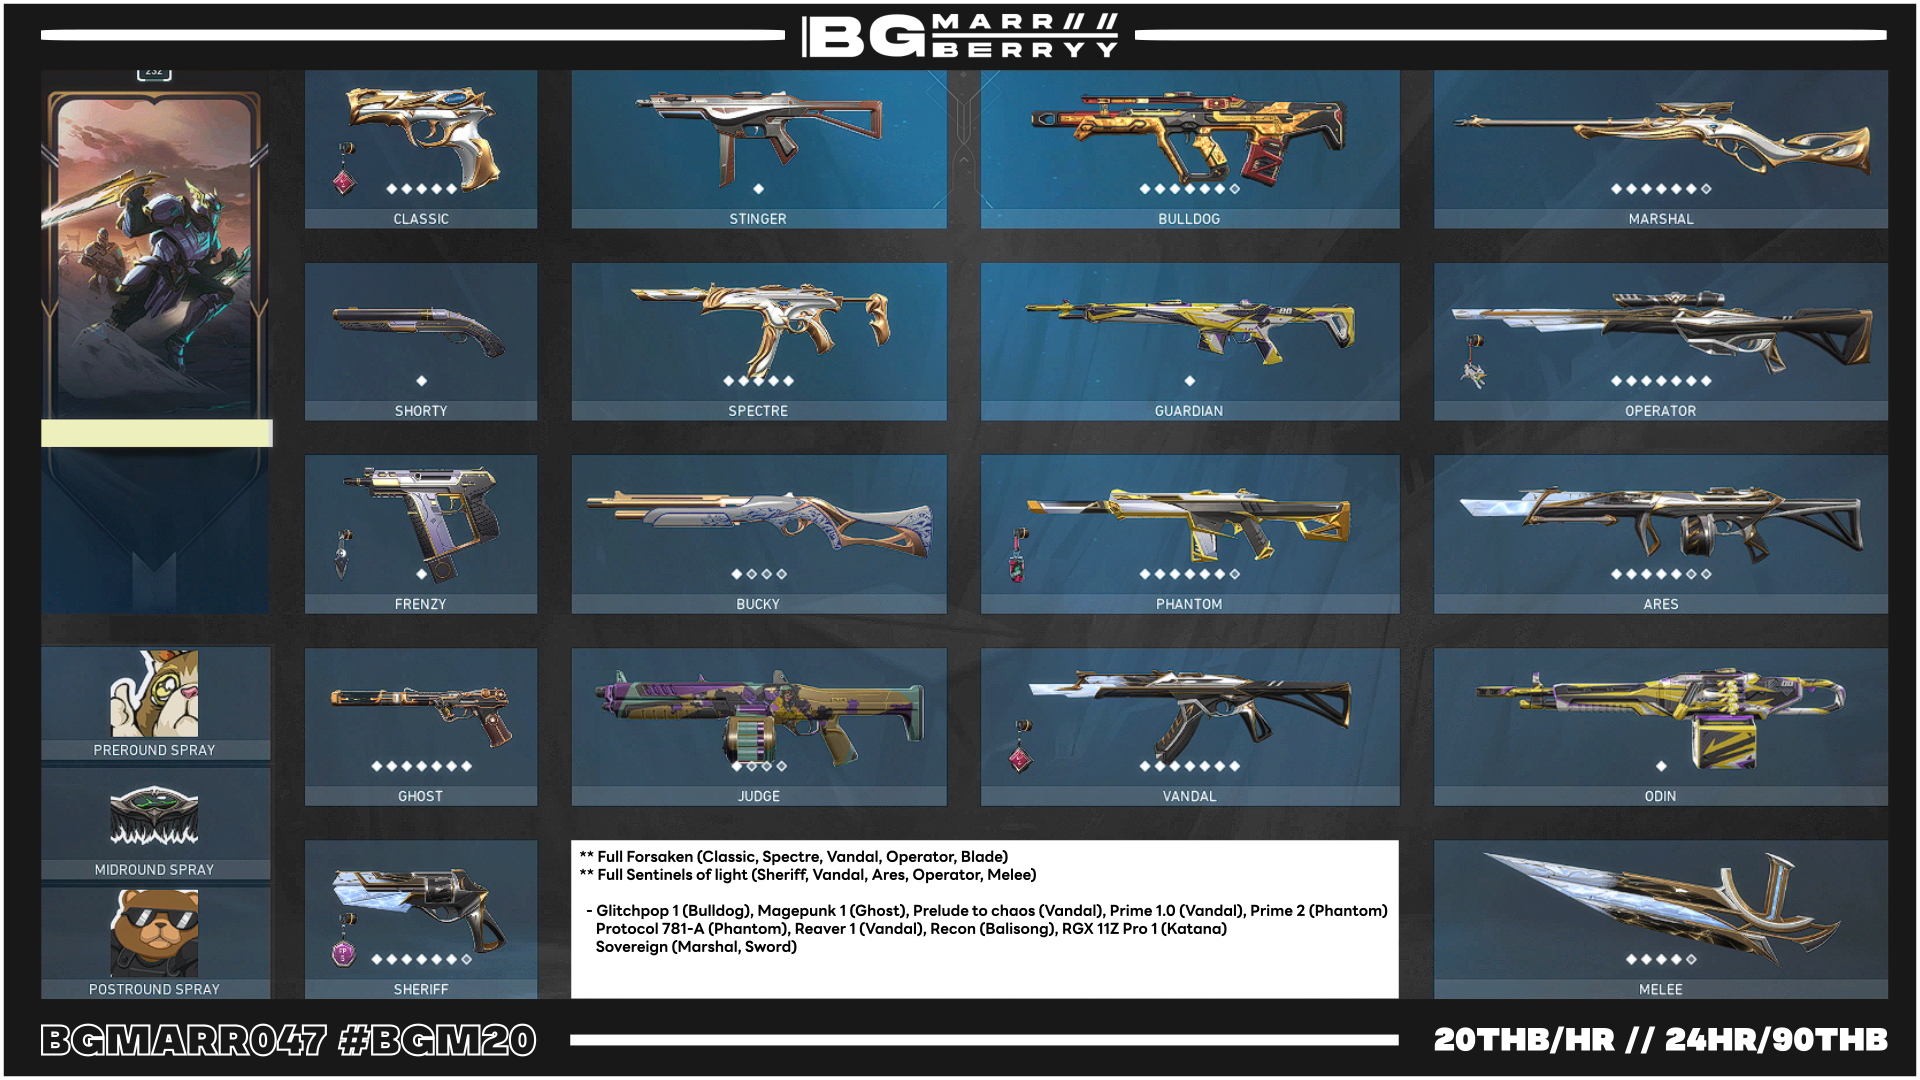 BG MARR// //
BERRYY
232
CLASSIC
STINGER
BULLDOG
MARSHAL
SHORTY
SPECTRE
GUARDIAN
OPERATOR
FRENZY
BUCKY
PHANTOM
ARES
PREROUND SPRAY
GHOST
JUDGE
VANDAL
ODIN
MIDROUND SPRAY
POSTROUND SPRAY
SHERIFF
** Full Forsaken (Classic, Spectre, Vandal, Operator, Blade)
** Full Sentinels of light (Sheriff, Vandal, Ares, Operator, Melee)
- Glitchpop 1 (Bulldog), Magepunk 1 (Ghost), Prelude to chaos (Vandal), Prime 1.0 (Vandal), Prime 2 (Phantom)
Protocol 781-A (Phantom), Reaver 1 (Vandal), Recon (Balisong), RGX 11Z Pro 1 (Katana)
Sovereign (Marshal, Sword)
MELEE
BGMARR047 #BGM20
20THB/HR // 24HR/90THB